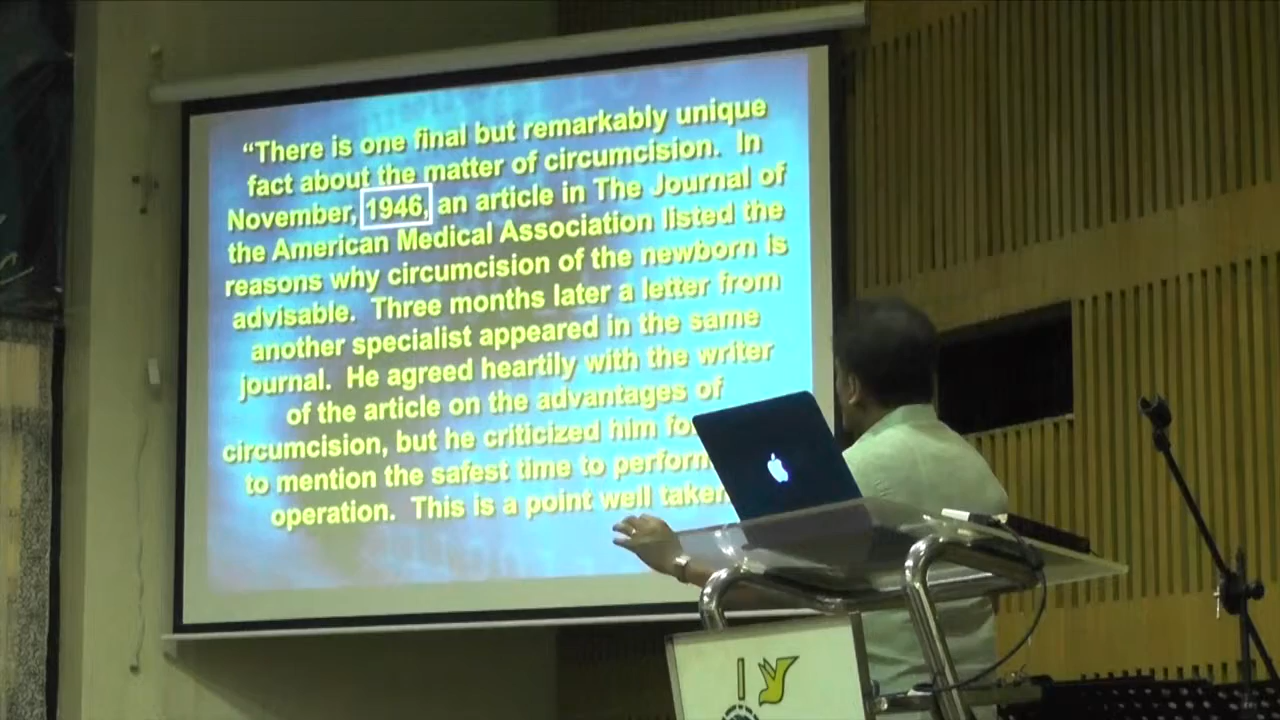 “There is one final but remarkably unique
fact about the matter of circumcision. In
November, 1946, an article in The Journal of
the American Medical Association listed the
reasons why circumcision of the newborn is
advisable. Three months later a letter from
another specialist appeared in the same
journal. He agreed heartily with the writer
of the article on the advantages of
circumcision, but he criticized him
to mention the safest time to perform
operation. This is a point well taken